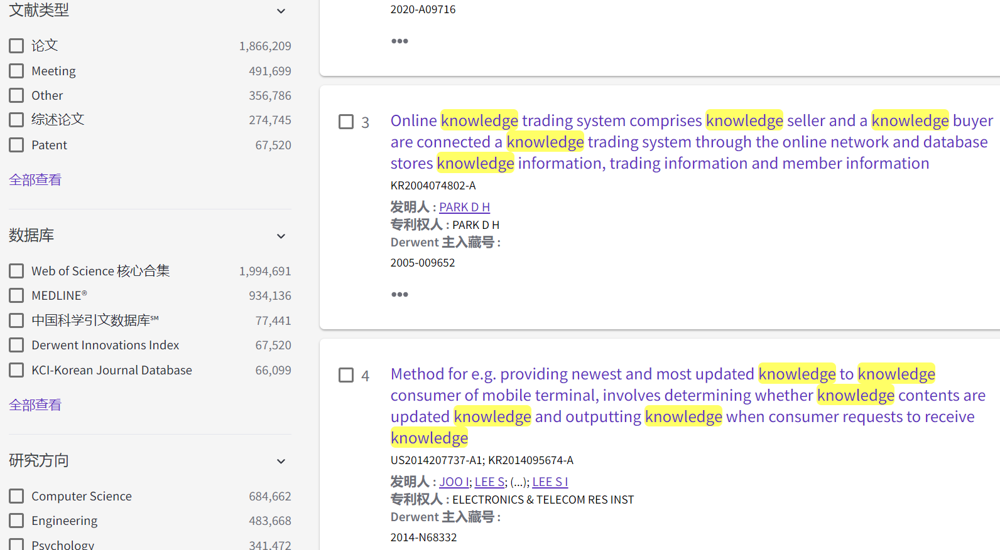 文献类型
论文 1,866,209
Meeting 491,699
Other 356,786
综述论文 274,745
Patent 67,520
全部查看
数据库
Web of Science 核心合集 1,994,691
MEDLINE® 934,136
中国科学引文数据库℠ 77,441
Derwent Innovations Index 67,520
KCI-Korean Journal Database 66,099
全部查看
研究方向
Computer Science 684,662
Engineering 483,668
Psychology 341,472
2020-A09716
•••
3
Online knowledge trading system comprises knowledge seller and a knowledge buyer
are connected a knowledge trading system through the online network and database
stores knowledge information, trading information and member information
KR2004074802-A
发明人 : PARK D H
专利权人 : PARK D H
Derwent 主入藏号 :
2005-009652
•••
4
Method for e.g. providing newest and most updated knowledge to knowledge
consumer of mobile terminal, involves determining whether knowledge contents are
updated knowledge and outputting knowledge when consumer requests to receive
knowledge
US2014207737-A1; KR2014095674-A
发明人 : JOO I; LEE S; (...); LEE S I
专利权人 : ELECTRONICS & TELECOM RES INST
Derwent 主入藏号 :
2014-N68332